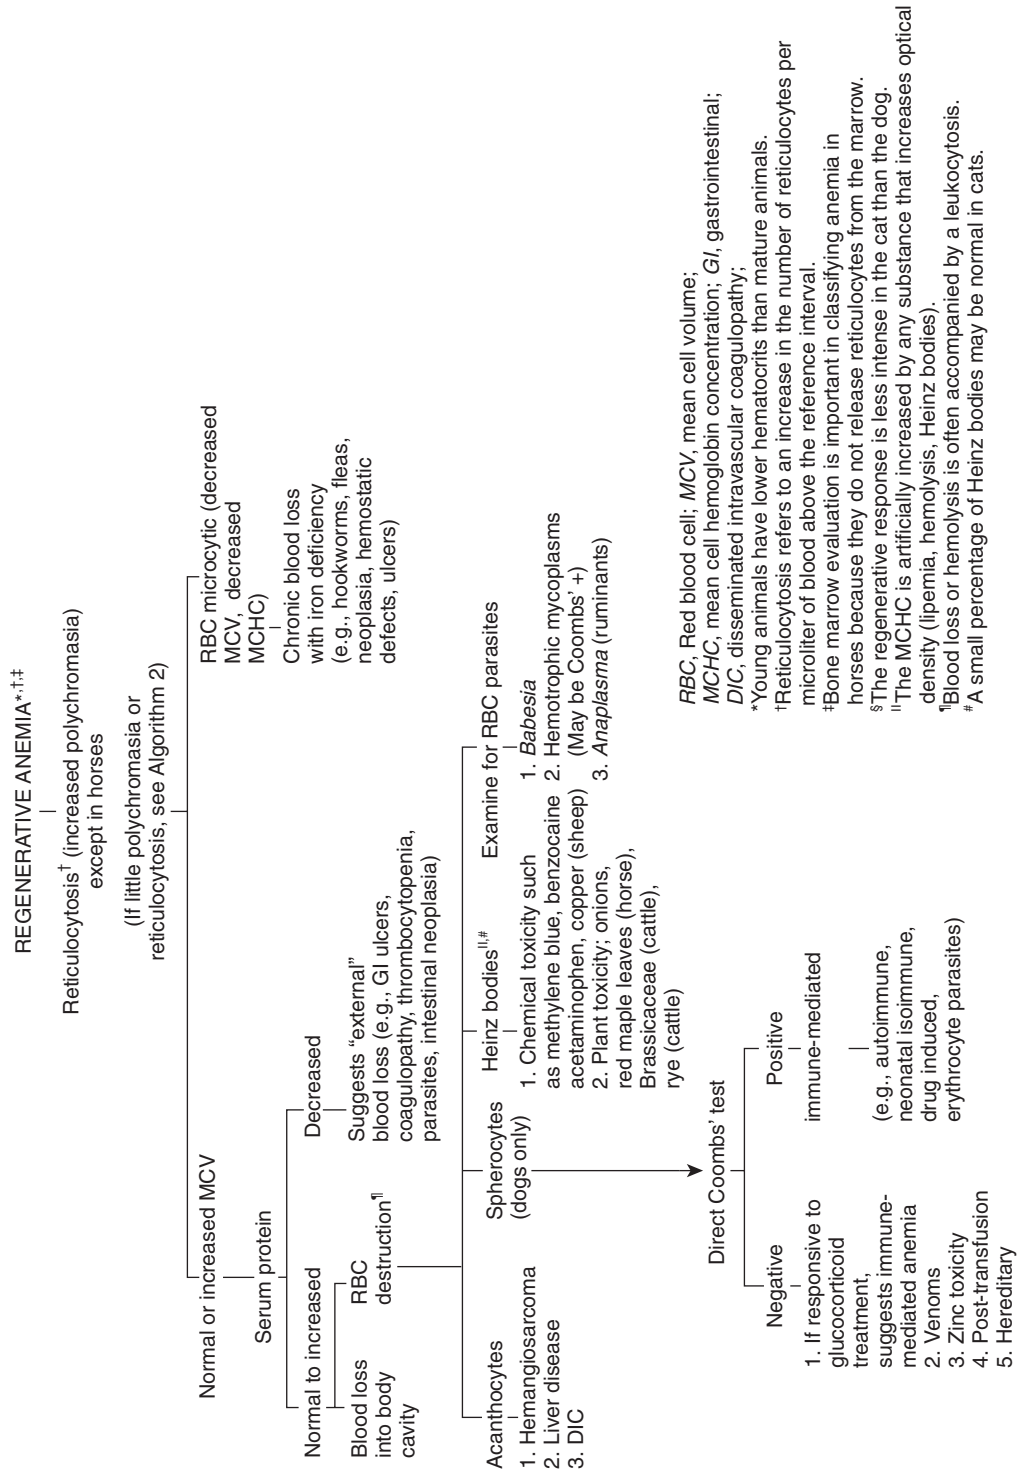 REGENERATIVE ANEMIA*,†,‡
Reticulocytosis† (increased polychromasia)
except in horses
(If little polychromasia or
reticulocytosis, see Algorithm 2)
Normal or increased MCV
RBC microcytic (decreased
MCV, decreased
MCHC)
Chronic blood loss
with iron deficiency
(e.g., hookworms, fleas,
neoplasia, hemostatic
defects, ulcers)
Serum protein
Normal to increased
Decreased
Blood loss
into body
cavity
RBC
destruction¶
Suggests “external”
blood loss (e.g., GI ulcers,
coagulopathy, thrombocytopenia,
parasites, intestinal neoplasia)
Acanthocytes
1. Hemangiosarcoma
2. Liver disease
3. DIC
Spherocytes
(dogs only)
Heinz bodies||,#
1. Chemical toxicity such
as methylene blue, benzocaine
acetaminophen, copper (sheep)
2. Plant toxicity; onions,
red maple leaves (horse),
Brassicaceae (cattle),
rye (cattle)
Examine for RBC parasites
1. Babesia
2. Hemotrophic mycoplasms
(May be Coombs’ +)
3. Anaplasma (ruminants)
Direct Coombs’ test
Negative
1. If responsive to
glucocorticoid
treatment,
suggests immune-
mediated anemia
2. Venoms
3. Zinc toxicity
4. Post-transfusion
5. Hereditary
Positive
immune-mediated
(e.g., autoimmune,
neonatal isoimmune,
drug induced,
erythrocyte parasites)
RBC, Red blood cell; MCV, mean cell volume;
MCHC, mean cell hemoglobin concentration; GI, gastrointestinal;
DIC, disseminated intravascular coagulopathy;
*Young animals have lower hematocrits than mature animals.
†Reticulocytosis refers to an increase in the number of reticulocytes per
microliter of blood above the reference interval.
‡Bone marrow evaluation is important in classifying anemia in
horses because they do not release reticulocytes from the marrow.
§The regenerative response is less intense in the cat than the dog.
||The MCHC is artificially increased by any substance that increases optical
density (lipemia, hemolysis, Heinz bodies).
¶Blood loss or hemolysis is often accompanied by a leukocytosis.
#A small percentage of Heinz bodies may be normal in cats.